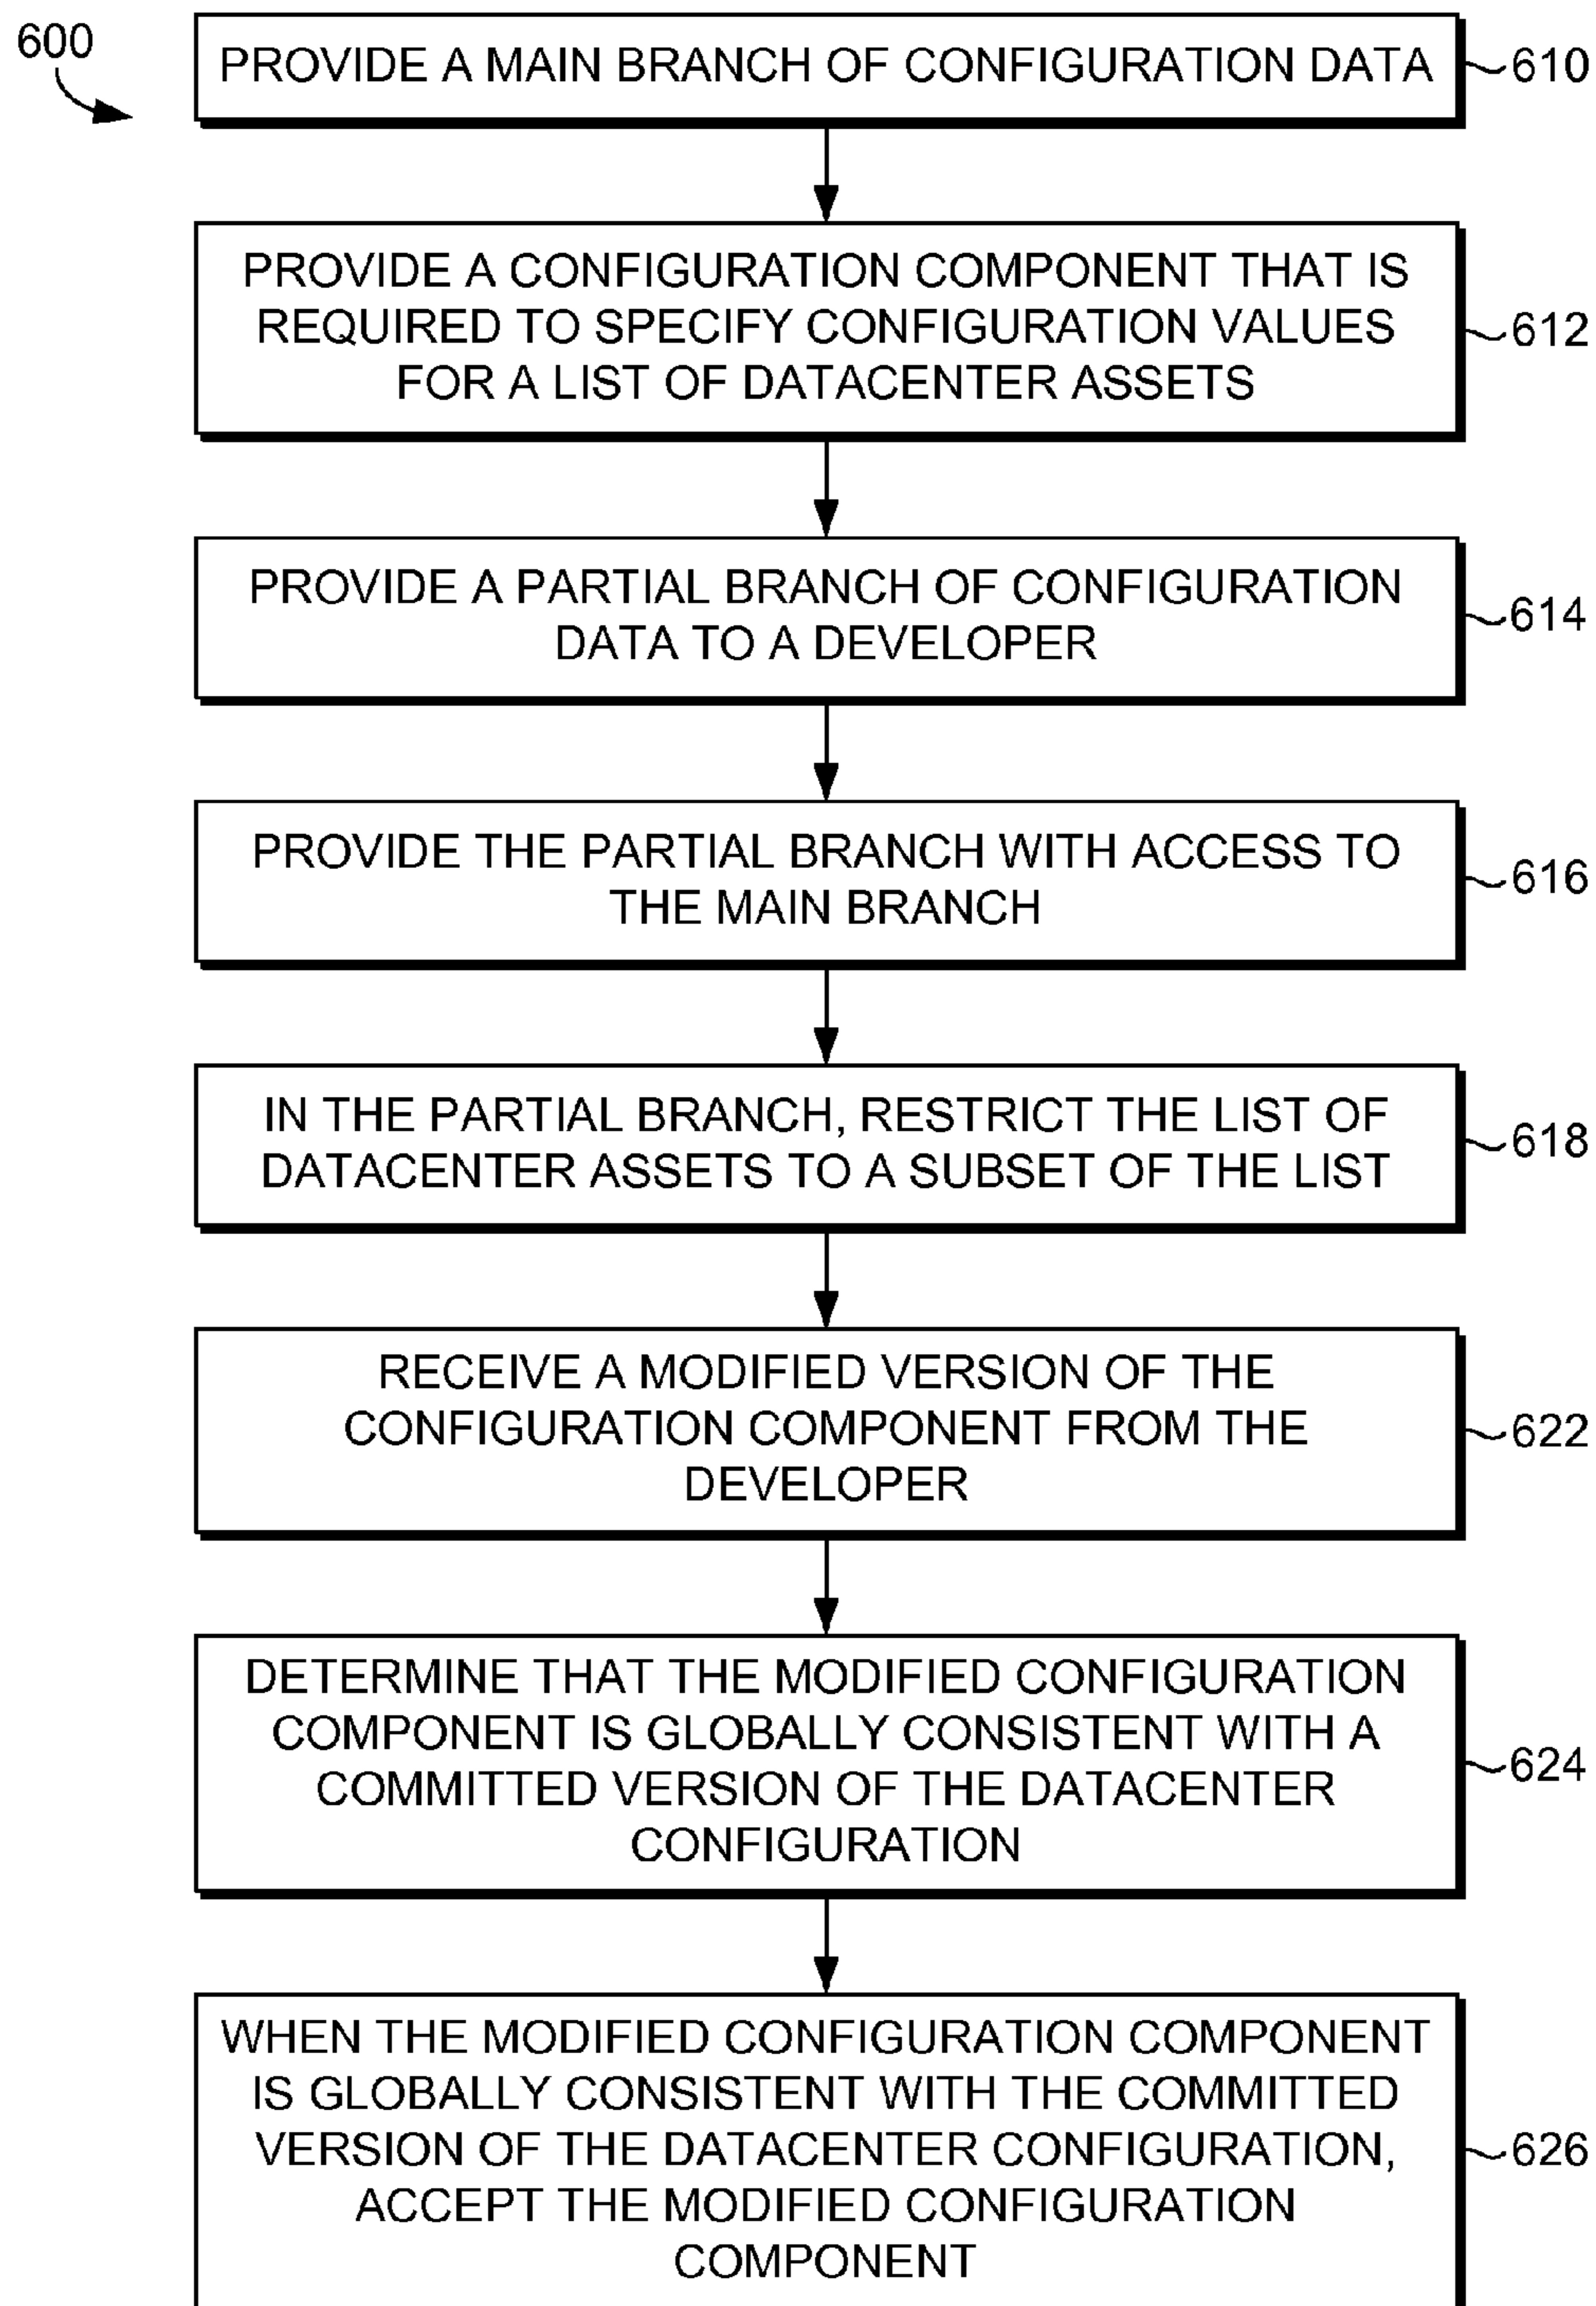 600
PROVIDE A MAIN BRANCH OF CONFIGURATION DATA
610
PROVIDE A CONFIGURATION COMPONENT THAT IS
REQUIRED TO SPECIFY CONFIGURATION VALUES
FOR A LIST OF DATACENTER ASSETS
612
PROVIDE A PARTIAL BRANCH OF CONFIGURATION
DATA TO A DEVELOPER
614
PROVIDE THE PARTIAL BRANCH WITH ACCESS TO
THE MAIN BRANCH
616
IN THE PARTIAL BRANCH, RESTRICT THE LIST OF
DATACENTER ASSETS TO A SUBSET OF THE LIST
618
RECEIVE A MODIFIED VERSION OF THE
CONFIGURATION COMPONENT FROM THE
DEVELOPER
622
DETERMINE THAT THE MODIFIED CONFIGURATION
COMPONENT IS GLOBALLY CONSISTENT WITH A
COMMITTED VERSION OF THE DATACENTER
CONFIGURATION
624
WHEN THE MODIFIED CONFIGURATION COMPONENT
IS GLOBALLY CONSISTENT WITH THE COMMITTED
VERSION OF THE DATACENTER CONFIGURATION,
ACCEPT THE MODIFIED CONFIGURATION
COMPONENT
626